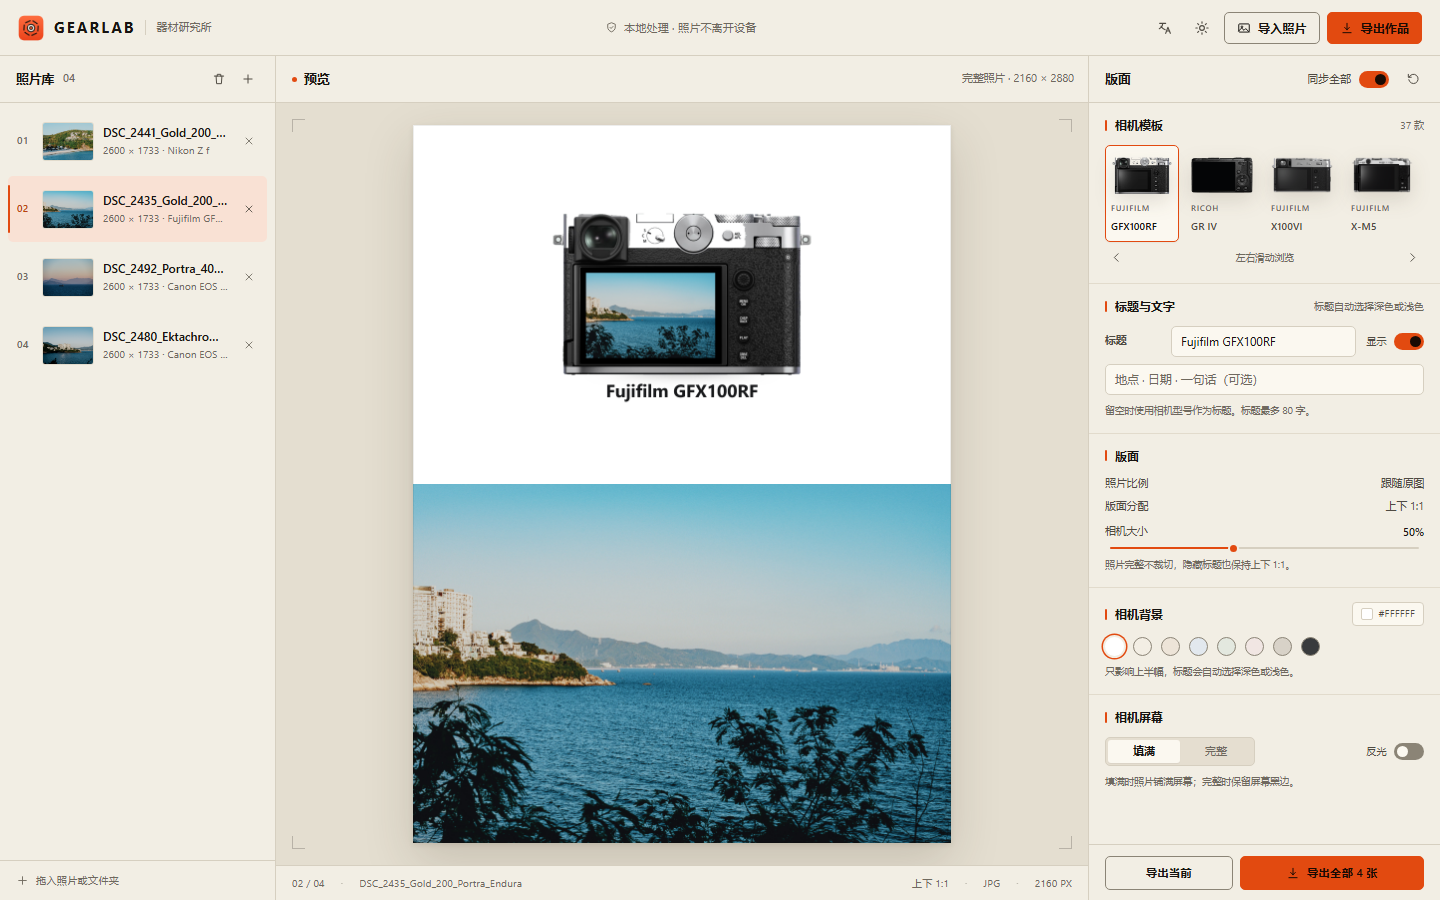 GEARLAB 器材研究所
本地处理 · 照片不离开设备
导入照片
导出作品
照片库 04
预览
完整照片 · 2160 × 2880
版面
同步全部
01
DSC_2441_Gold_200_...
2600 × 1733 · Nikon Z f
02
DSC_2435_Gold_200_...
2600 × 1733 · Fujifilm GF...
03
DSC_2492_Portra_40...
2600 × 1733 · Canon EOS ...
04
DSC_2480_Ektachro...
2600 × 1733 · Canon EOS ...
拖入照片或文件夹
Fujifilm GFX100RF
02 / 04 · DSC_2435_Gold_200_Portra_Endura
上下 1:1 · JPG · 2160 PX
相机模板
37 款
FUJIFILM
GFX100RF
RICOH
GR IV
FUJIFILM
X100VI
FUJIFILM
X-M5
左右滑动浏览
标题与文字
标题自动选择深色或浅色
标题
Fujifilm GFX100RF
显示
地点 · 日期 · 一句话（可选）
留空时使用相机型号作为标题。标题最多 80 字。
版面
照片比例
跟随原图
版面分配
上下 1:1
相机大小
50%
照片完整不裁切，隐藏标题也保持上下 1:1。
相机背景
#FFFFFF
只影响上半幅，标题会自动选择深色或浅色。
相机屏幕
填满
完整
反光
填满时照片铺满屏幕；完整时保留屏幕黑边。
导出当前
导出全部 4 张